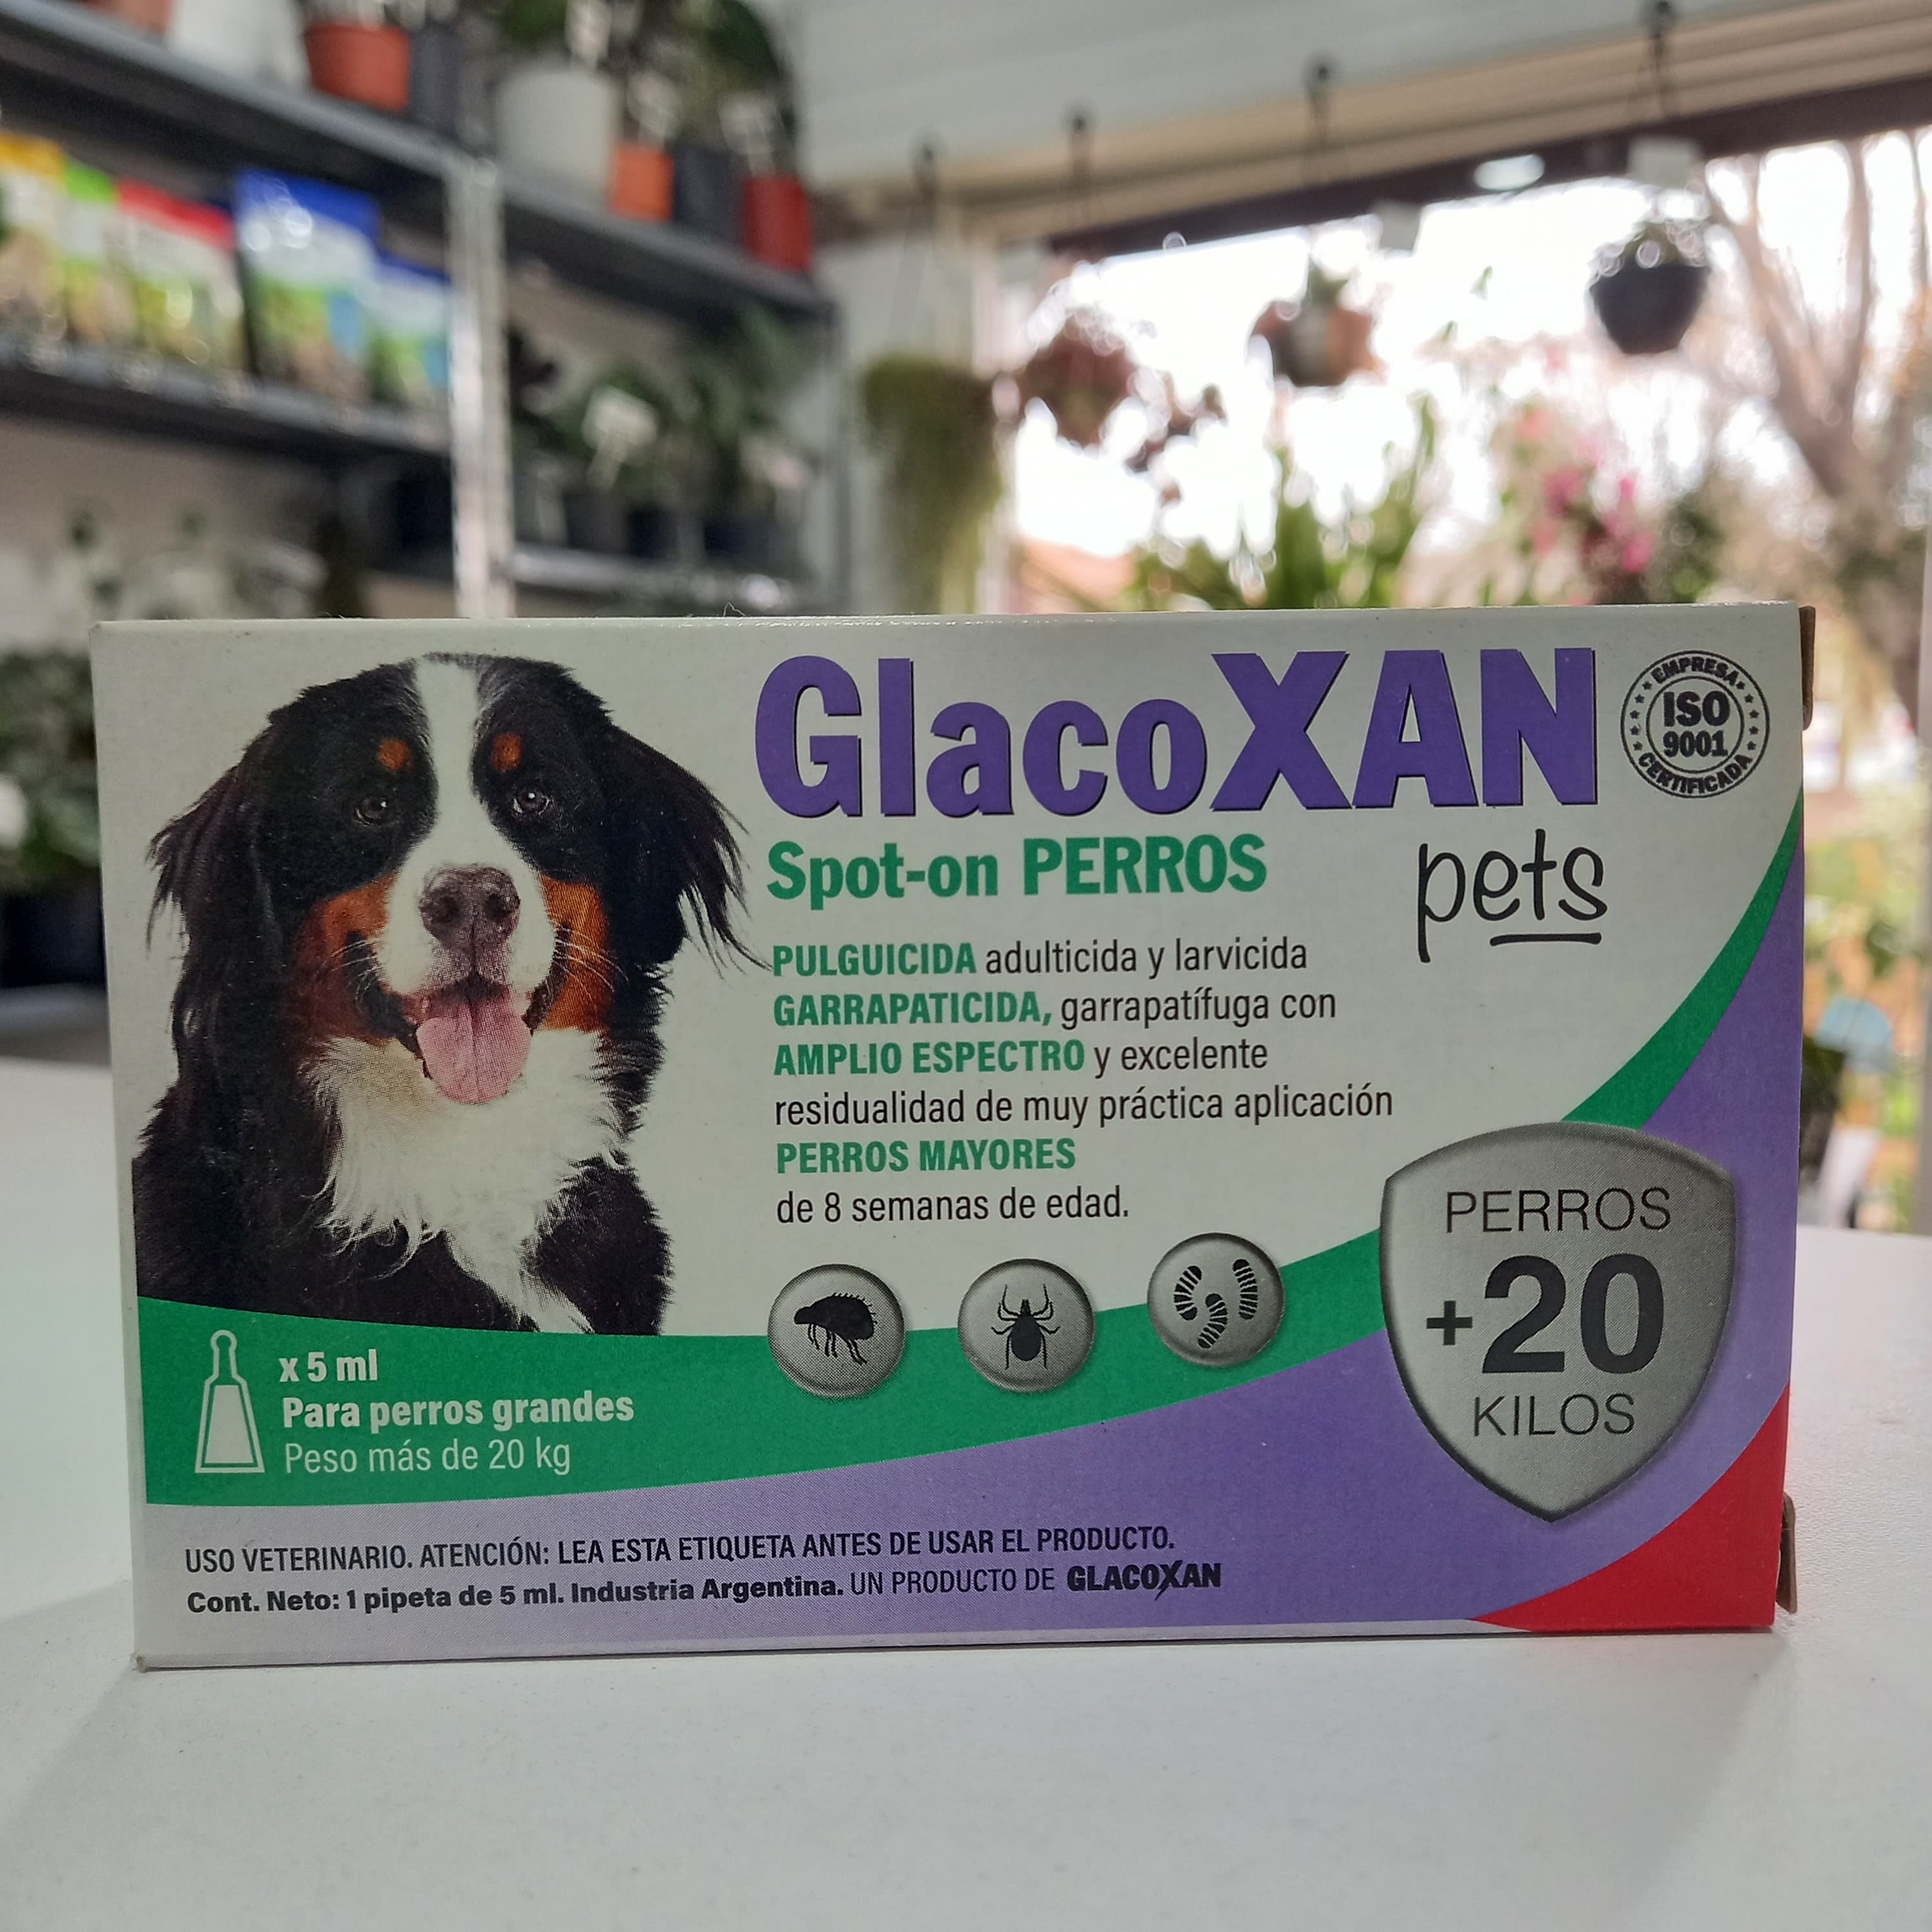 GlacoXAN
EMPRESA
ISO
9001
CERTIFICADA
Spot-on PERROS
pets
PULGUICIDA adulticida y larvicida
GARRAPATICIDA, garrapatífuga con
AMPLIO ESPECTRO y excelente
residualidad de muy práctica aplicación
PERROS MAYORES
de 8 semanas de edad.
PERROS
+20
KILOS
x 5 ml
Para perros grandes
Peso más de 20 kg
USO VETERINARIO. ATENCIÓN: LEA ESTA ETIQUETA ANTES DE USAR EL PRODUCTO.
Cont. Neto: 1 pipeta de 5 ml. Industria Argentina. UN PRODUCTO DE GLACOXAN